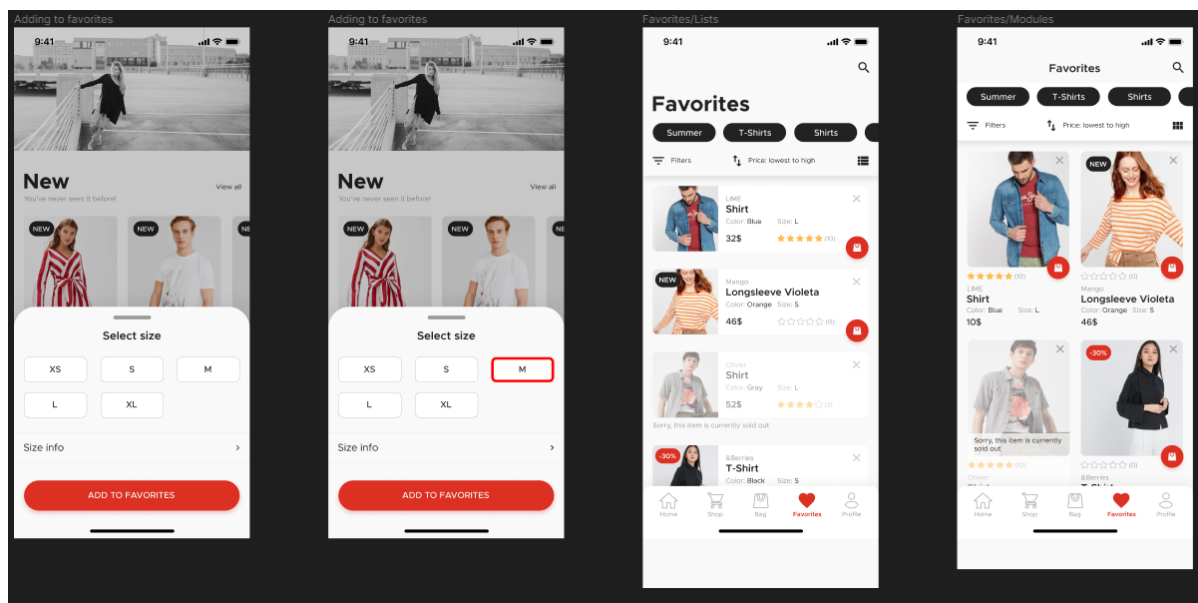 Adding to favorites
9:41
New
View all
You've never seen it before!
NEW
NEW
NE
Select size
XS
S
M
L
XL
Size info
ADD TO FAVORITES
Adding to favorites
9:41
New
View all
You've never seen it before!
NEW
NEW
NE
Select size
XS
S
M
L
XL
Size info
ADD TO FAVORITES
Favorites/Lists
9:41
Favorites
Summer
T-Shirts
Shirts
Filters
Price: lowest to high
LIME
Shirt
Color: Blue Size: L
32$
(10)
NEW
Mango
Longsleeve Violeta
Color: Orange Size: S
46$
(0)
Olivier
Shirt
Color: Gray Size: L
52$
(3)
Sorry, this item is currently sold out
-30%
&Berries
T-Shirt
Color: Black Size: S
Home
Shop
Bag
Favorites
Profile
Favorites/Modules
9:41
Favorites
Summer
T-Shirts
Shirts
Filters
Price: lowest to high
(10)
LIME
Shirt
Color: Blue Size: L
10$
NEW
(0)
Mango
Longsleeve Violeta
Color: Orange Size: S
46$
Sorry, this item is currently
sold out
(10)
Olivier
-30%
(0)
&Berries
T-Shirt
Home
Shop
Bag
Favorites
Profile